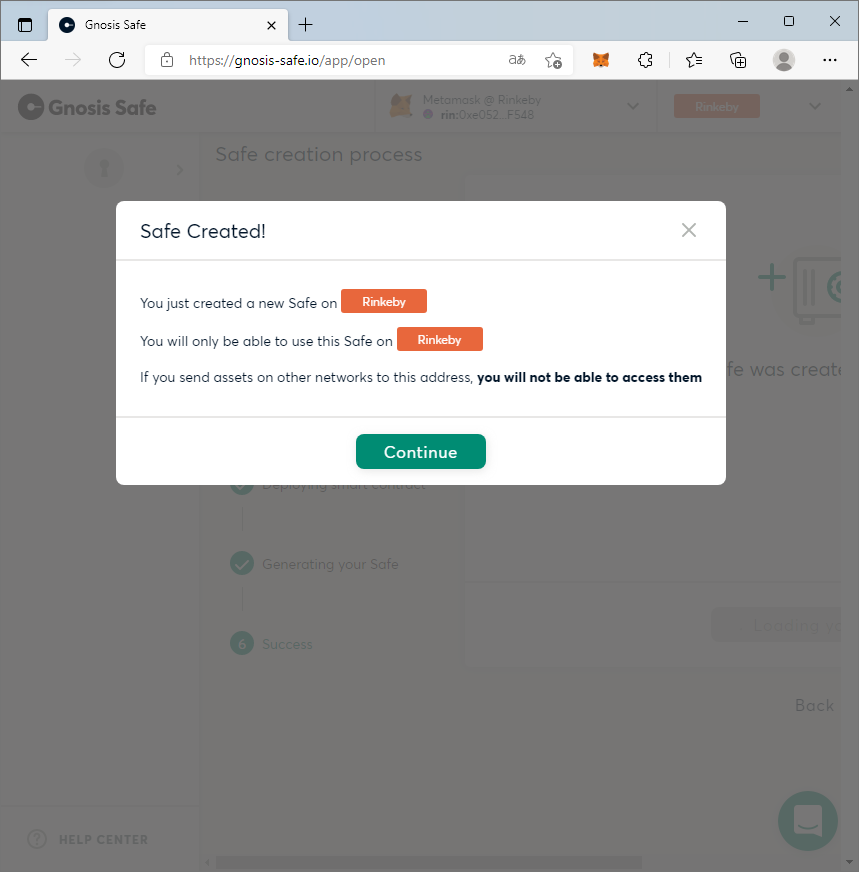 Gnosis Safe
https://gnosis-safe.io/app/open
Gnosis Safe
Metamask @ Rinkeby
rin:0xe052...F548
Rinkeby
Safe creation process
Safe Created!
You just created a new Safe on Rinkeby
You will only be able to use this Safe on Rinkeby
If you send assets on other networks to this address, you will not be able to access them
Continue
fe was create
Deploying smart contract
Generating your Safe
6 Success
Loading yo
Back
? HELP CENTER